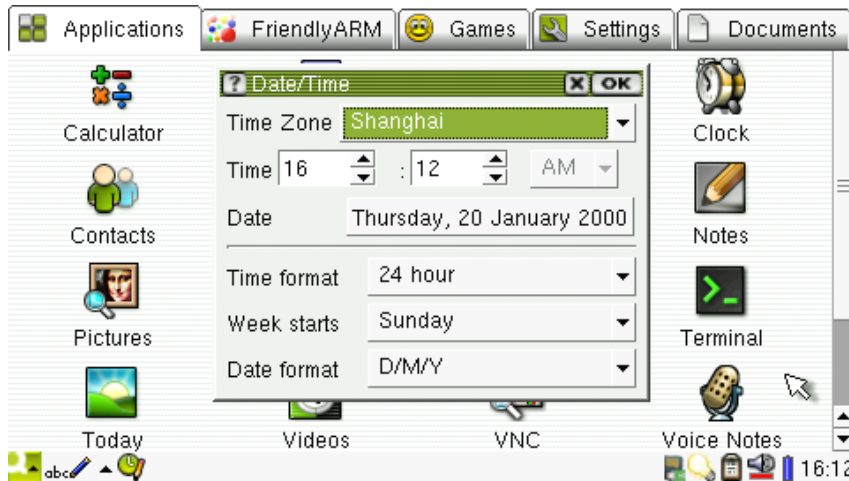 Applications FriendlyARM Games Settings Documents
? Date/Time X OK
Time Zone Shanghai
Calculator Clock
Time 16 : 12 AM
Date Thursday, 20 January 2000
Contacts Notes
Time format 24 hour
Week starts Sunday
Pictures Terminal
Date format D/M/Y
Today Videos VNC Voice Notes
abc 16:12